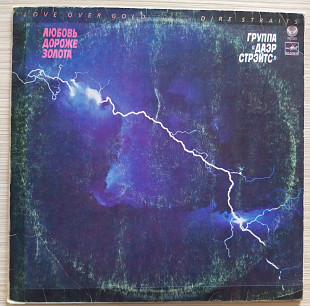 LOVE OVER GOLD DIRE STRAITS
ЛЮБОВЬ
ДОРОЖЕ
ЗОЛОТА
ГРУППА
«ДАЭР
СТРЭЙТС»